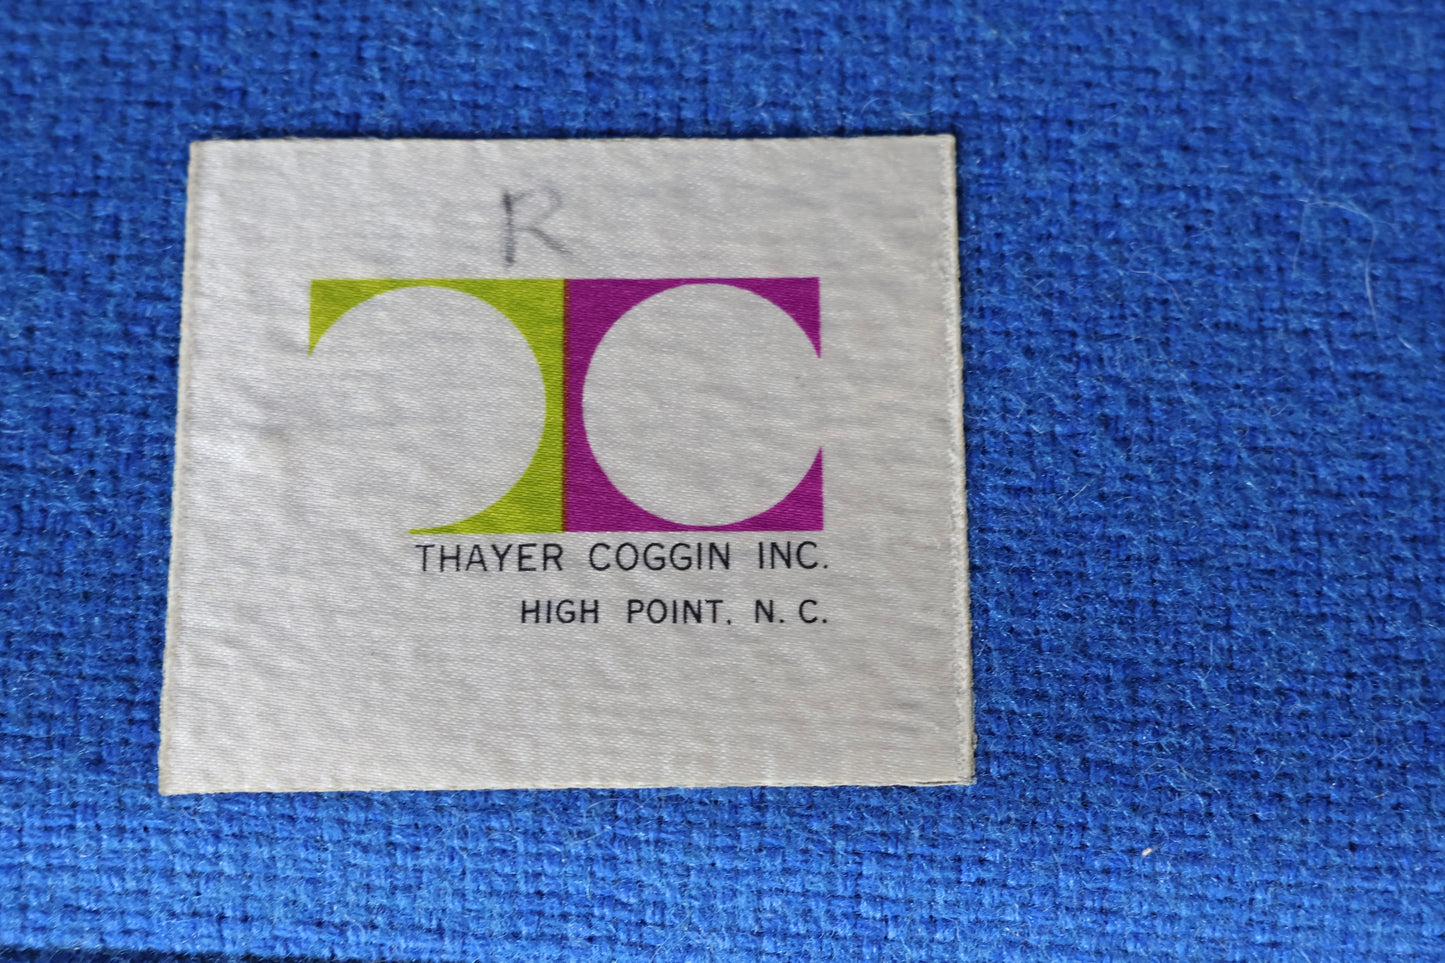 R
THAYER COGGIN INC.
HIGH POINT, N. C.